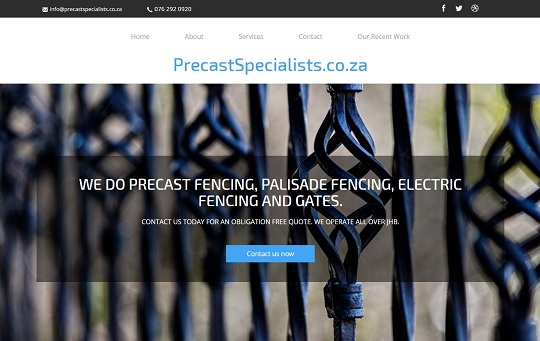 info@precastspecialists.co.za 076 292 0920
Home About Services Contact Our Recent Work
PrecastSpecialists.co.za
WE DO PRECAST FENCING, PALISADE FENCING, ELECTRIC
FENCING AND GATES.
CONTACT US TODAY FOR AN OBLIGATION FREE QUOTE. WE OPERATE ALL OVER JHB.
Contact us now